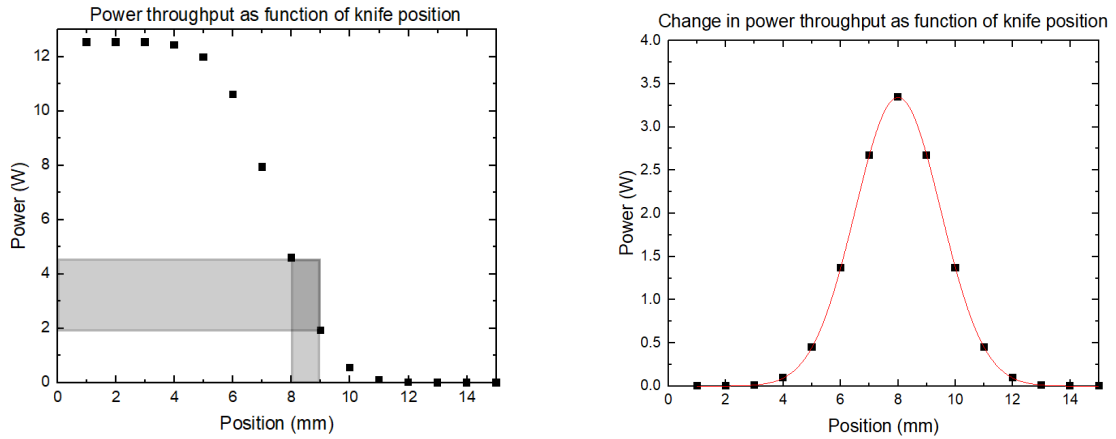 Power throughput as function of knife position
12
10
8
6
4
2
0
Power (W)
0 2 4 6 8 10 12 14
Position (mm)
Change in power throughput as function of knife position
4.0
3.5
3.0
2.5
2.0
1.5
1.0
0.5
0.0
Power (W)
0 2 4 6 8 10 12 14
Position (mm)